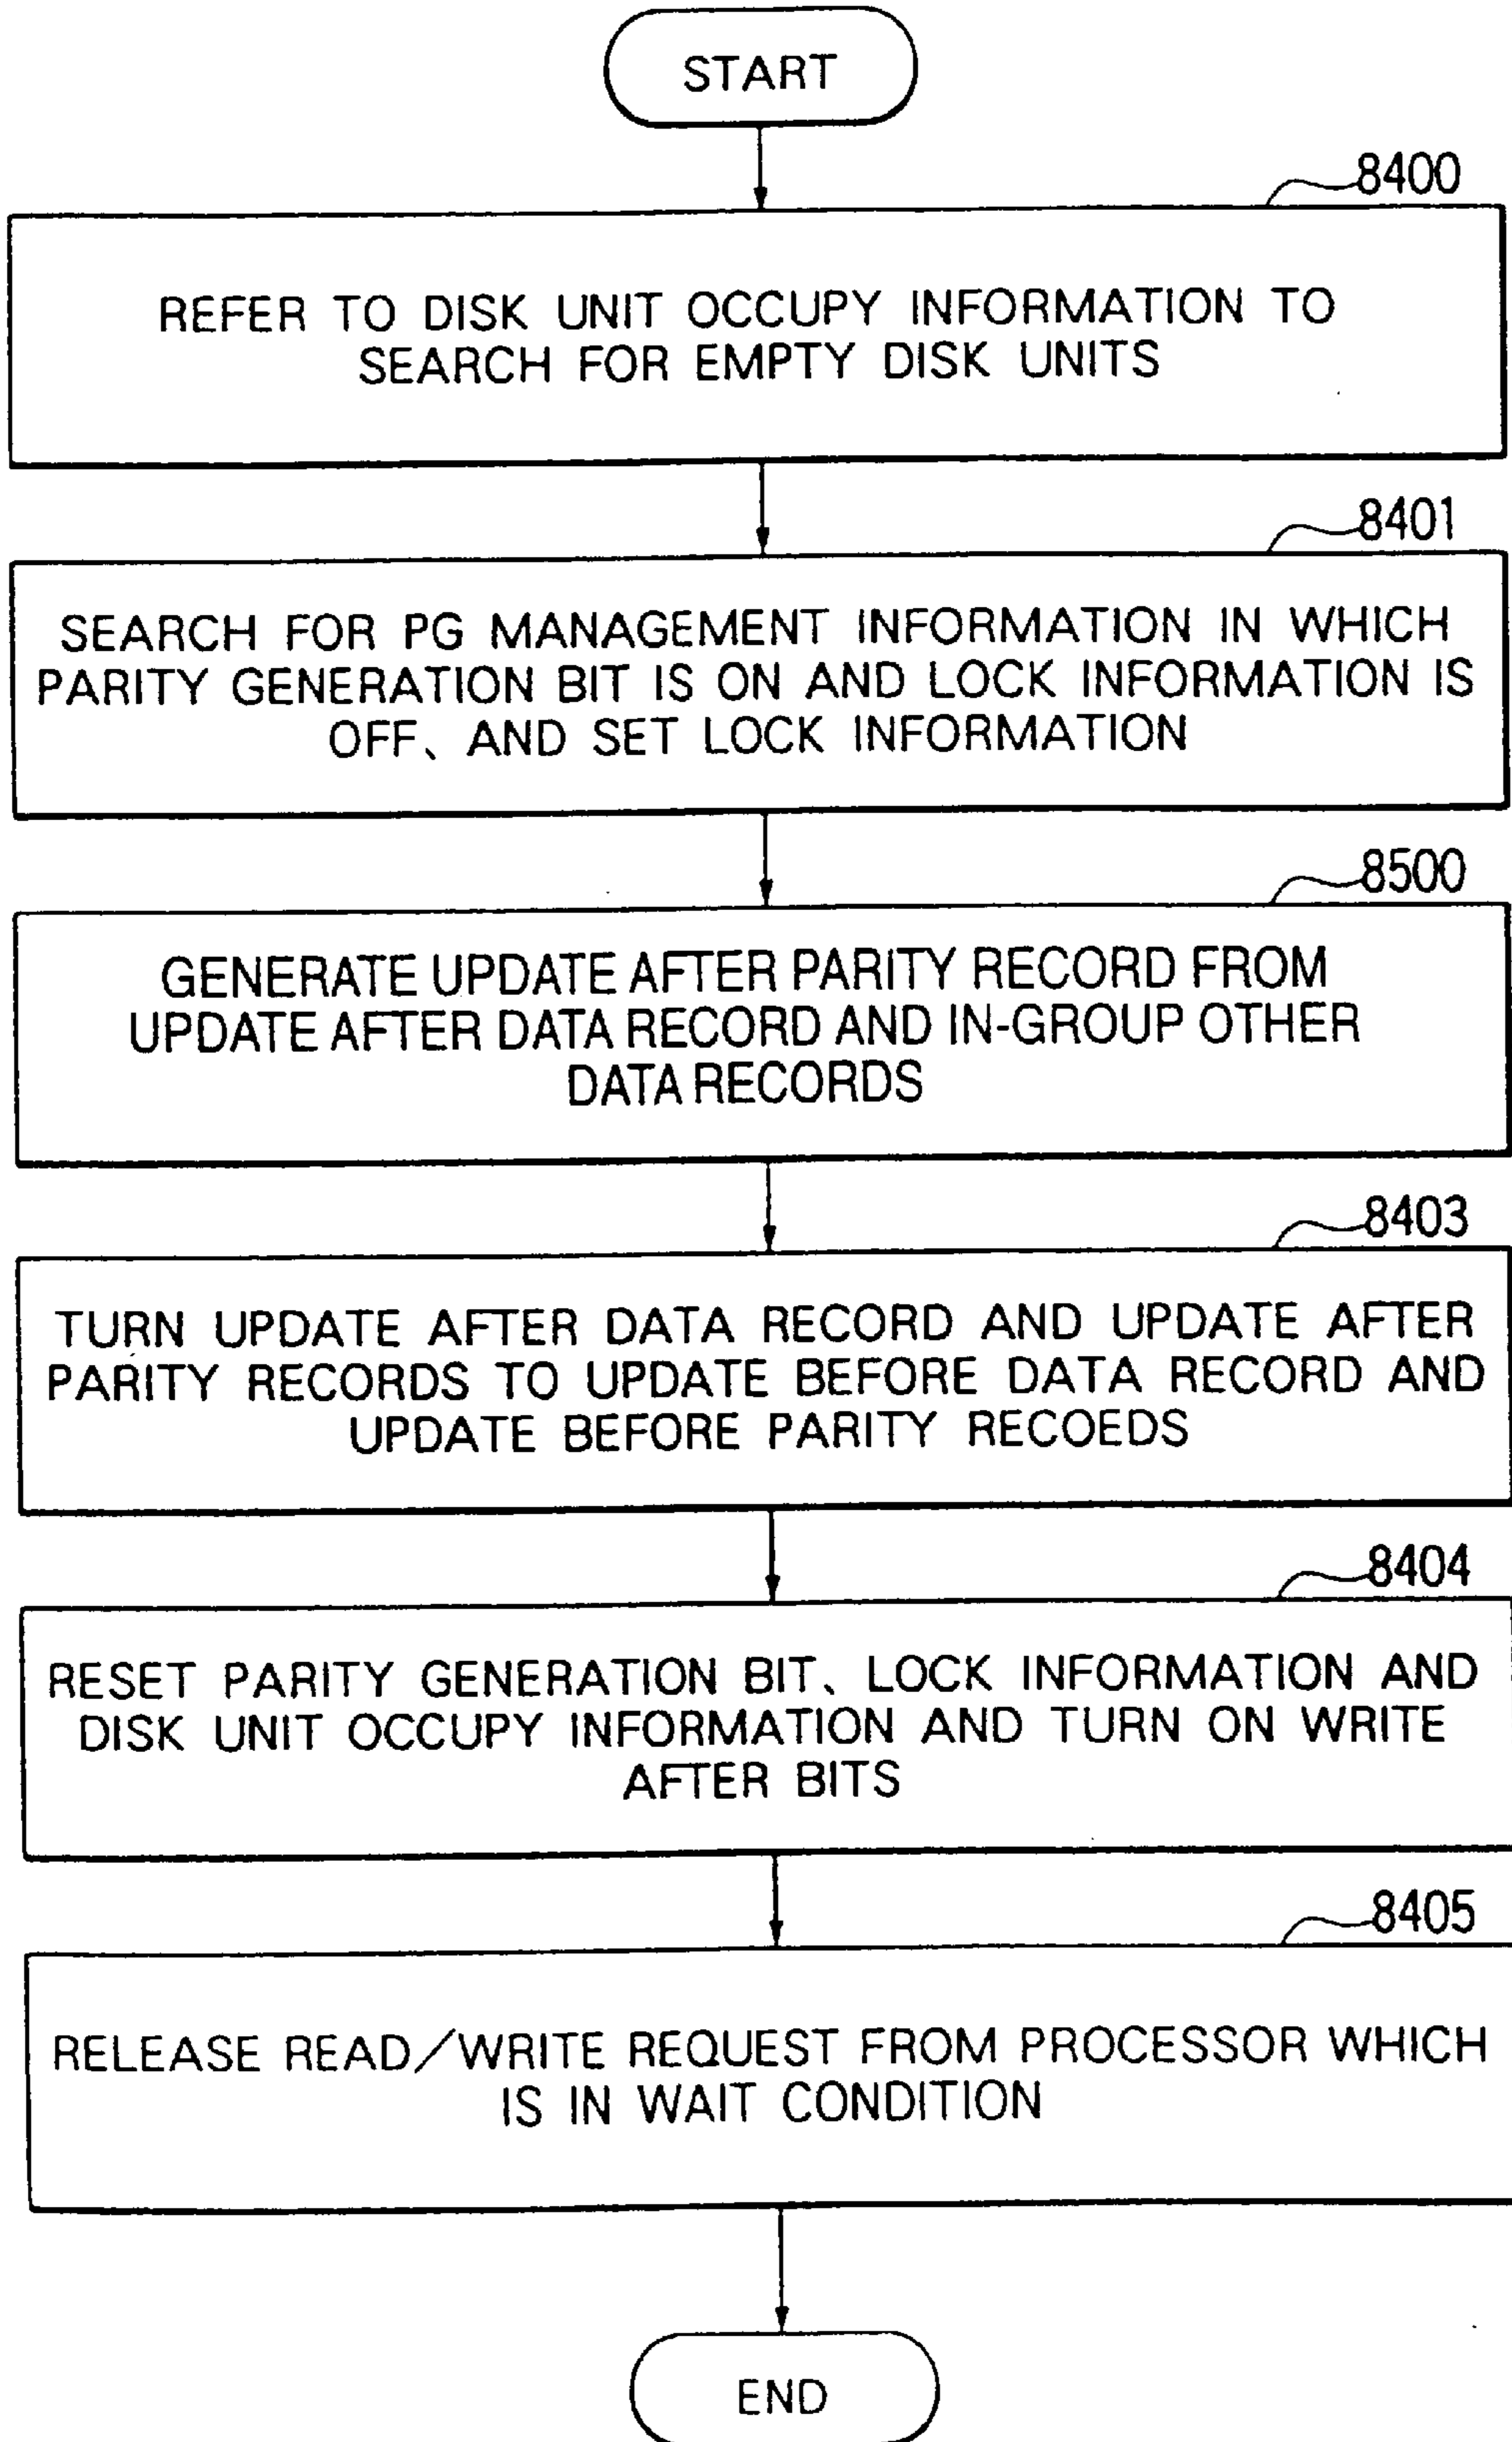 START
8400
REFER TO DISK UNIT OCCUPY INFORMATION TO
SEARCH FOR EMPTY DISK UNITS
8401
SEARCH FOR PG MANAGEMENT INFORMATION IN WHICH
PARITY GENERATION BIT IS ON AND LOCK INFORMATION IS
OFF、AND SET LOCK INFORMATION
8500
GENERATE UPDATE AFTER PARITY RECORD FROM
UPDATE AFTER DATA RECORD AND IN-GROUP OTHER
DATA RECORDS
8403
TURN UPDATE AFTER DATA RECORD AND UPDATE AFTER
PARITY RECORDS TO UPDATE BEFORE DATA RECORD AND
UPDATE BEFORE PARITY RECOEDS
8404
RESET PARITY GENERATION BIT、LOCK INFORMATION AND
DISK UNIT OCCUPY INFORMATION AND TURN ON WRITE
AFTER BITS
8405
RELEASE READ/WRITE REQUEST FROM PROCESSOR WHICH
IS IN WAIT CONDITION
END